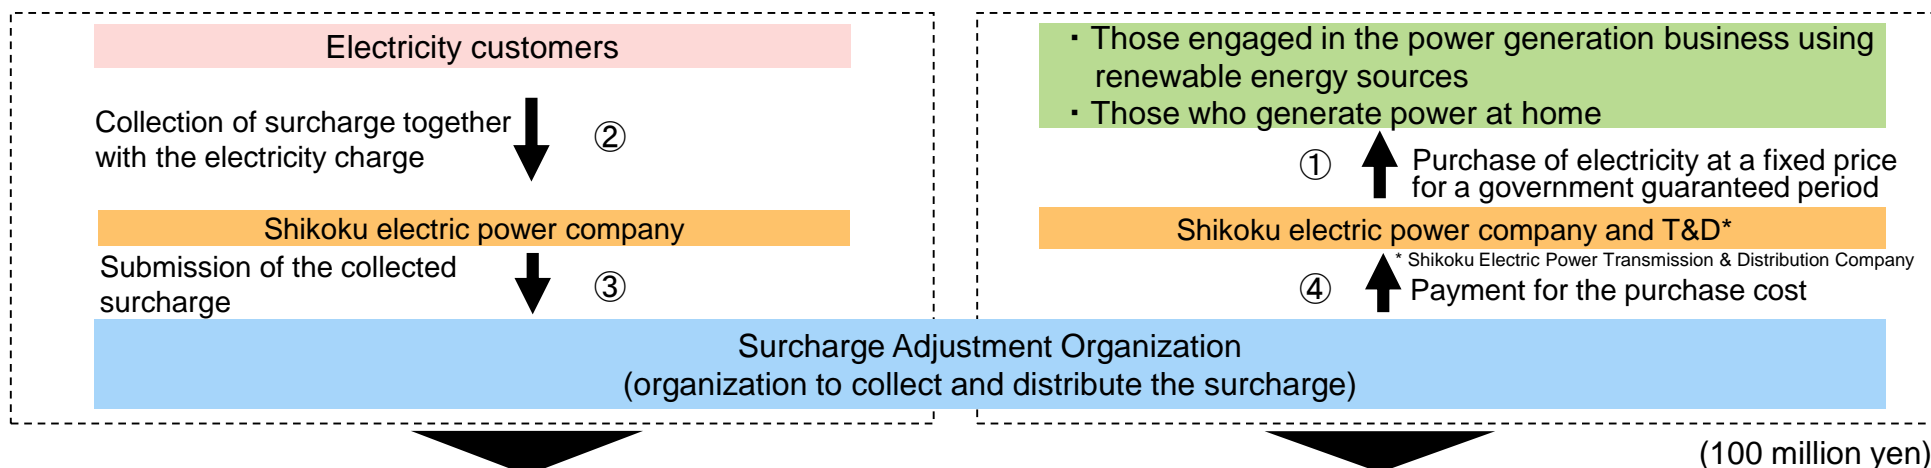 Electricity customers
Collection of surcharge together
with the electricity charge
②
Shikoku electric power company
Submission of the collected
surcharge
③
・Those engaged in the power generation business using
renewable energy sources
・Those who generate power at home
①
Purchase of electricity at a fixed price
for a government guaranteed period
Shikoku electric power company and T&D*
* Shikoku Electric Power Transmission & Distribution Company
④
Payment for the purchase cost
Surcharge Adjustment Organization
(organization to collect and distribute the surcharge)
(100 million yen)